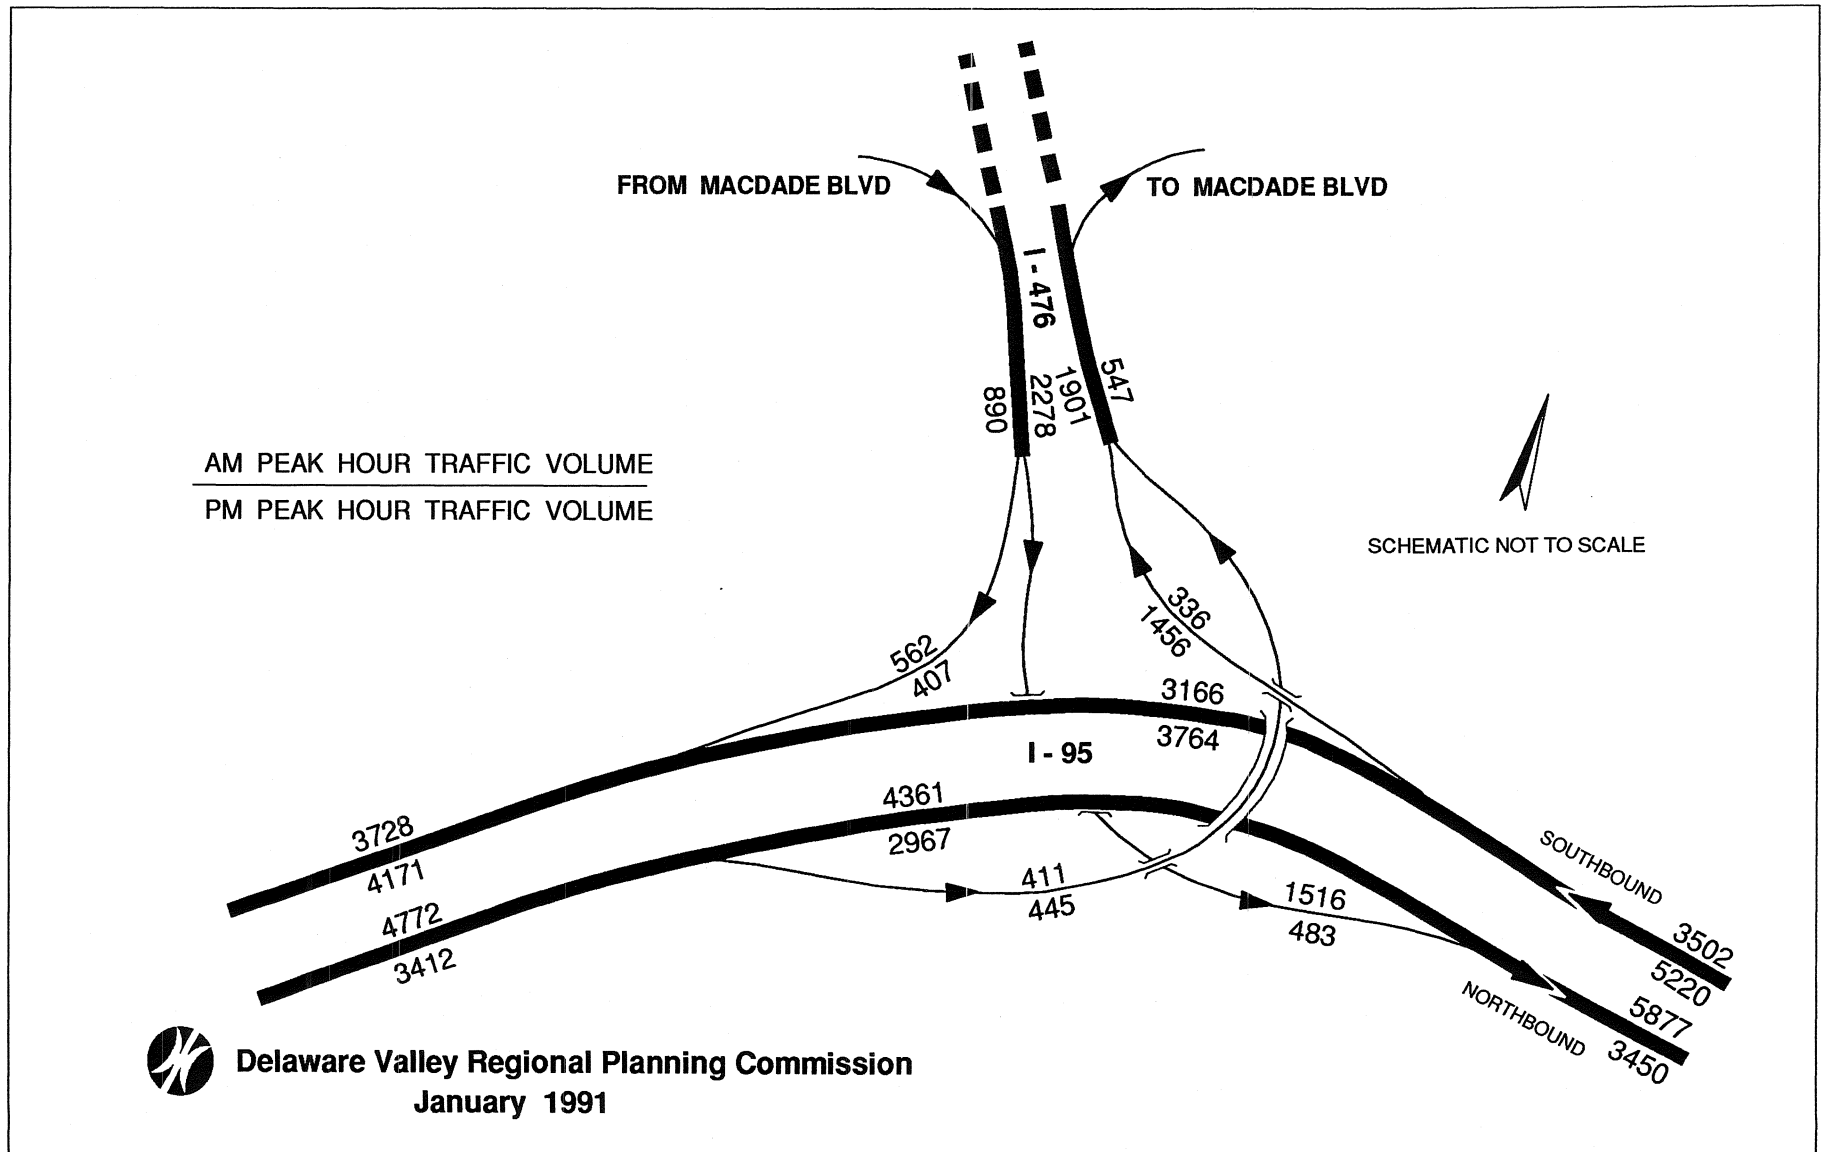 FROM MACDADE BLVD
TO MACDADE BLVD
I - 476
890
2278
1901
547
AM PEAK HOUR TRAFFIC VOLUME
PM PEAK HOUR TRAFFIC VOLUME
SCHEMATIC NOT TO SCALE
336
1456
562
407
3166
3764
I - 95
4361
2967
3728
4171
4772
3412
411
445
1516
483
SOUTHBOUND
3502
5220
NORTHBOUND
5877
3450
Delaware Valley Regional Planning Commission
January 1991